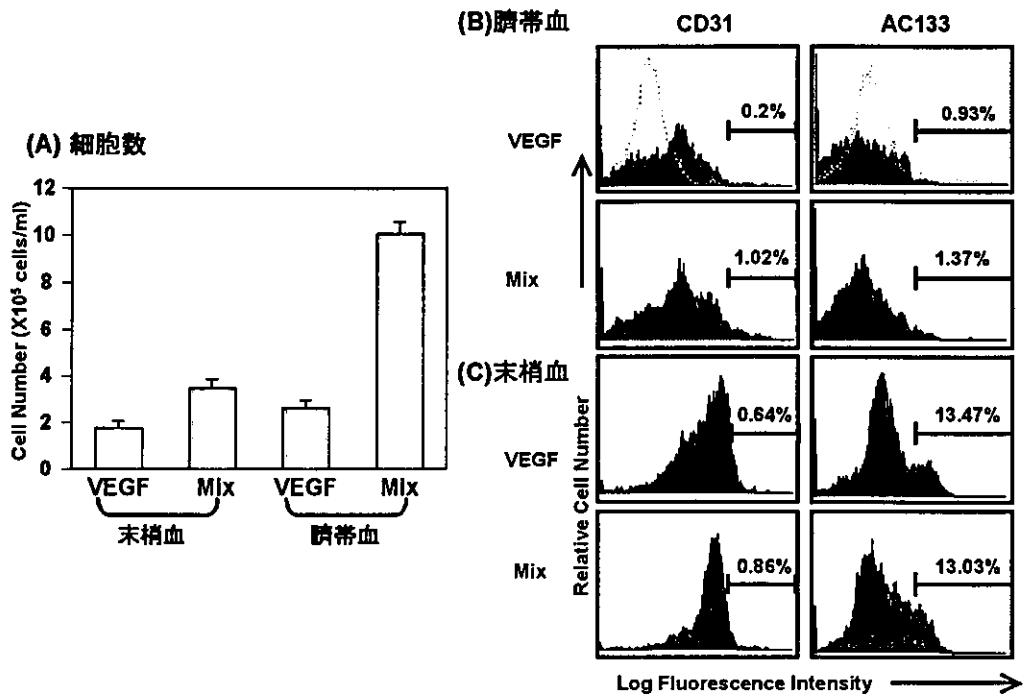 (A) 細胞数
Cell Number (X10⁵ cells/ml)
12
10
8
6
4
2
0
VEGF Mix VEGF Mix
末梢血 臍帯血
(B)臍帯血
CD31 AC133
VEGF
0.2% 0.93%
Mix
1.02% 1.37%
(C)末梢血
VEGF
0.64% 13.47%
Mix
0.86% 13.03%
Relative Cell Number
Log Fluorescence Intensity